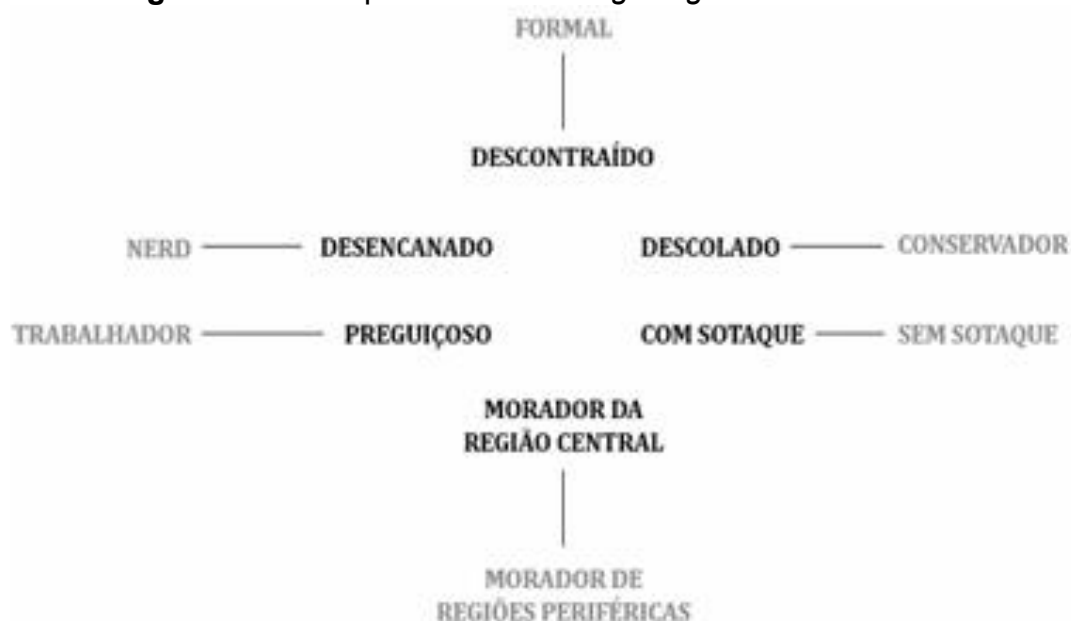 FORMAL
DESCONTRAÍDO
NERD DESENCANADO DESCOLADO CONSERVADOR
TRABALHADOR PREGUIÇOSO COM SOTAQUE SEM SOTAQUE
MORADOR DA
REGIÃO CENTRAL
MORADOR DE
REGIÕES PERIFÉRICAS